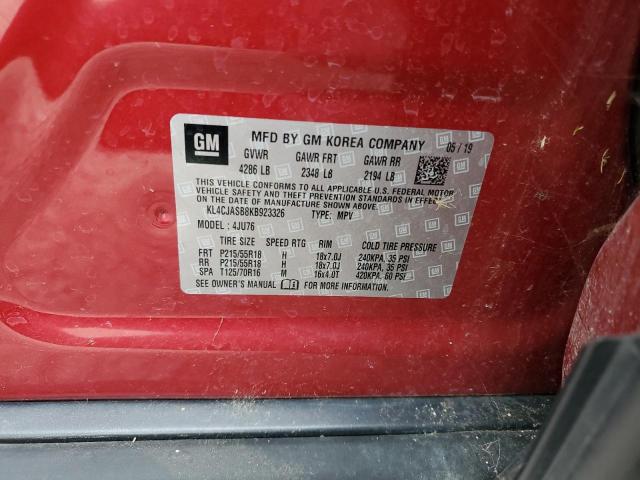 GM
MFD BY GM KOREA COMPANY 05/19
GVWR GAWR FRT GAWR RR
4286 LB 2348 LB 2194 LB
THIS VEHICLE CONFORMS TO ALL APPLICABLE U.S. FEDERAL MOTOR
VEHICLE SAFETY AND THEFT PREVENTION STANDARDS IN EFFECT
ON THE DATE OF MANUFACTURE SHOWN ABOVE.
KL4CJASB8KB923326 TYPE: MPV
MODEL: 4JU76
TIRE SIZE SPEED RTG RIM COLD TIRE PRESSURE
FRT P215/55R18 H 18x7.0J 240KPA, 35 PSI
RR P215/55R18 H 18x7.0J 240KPA, 35 PSI
SPA T125/70R16 M 16x4.0T 420KPA, 60 PSI
SEE OWNER'S MANUAL FOR MORE INFORMATION.